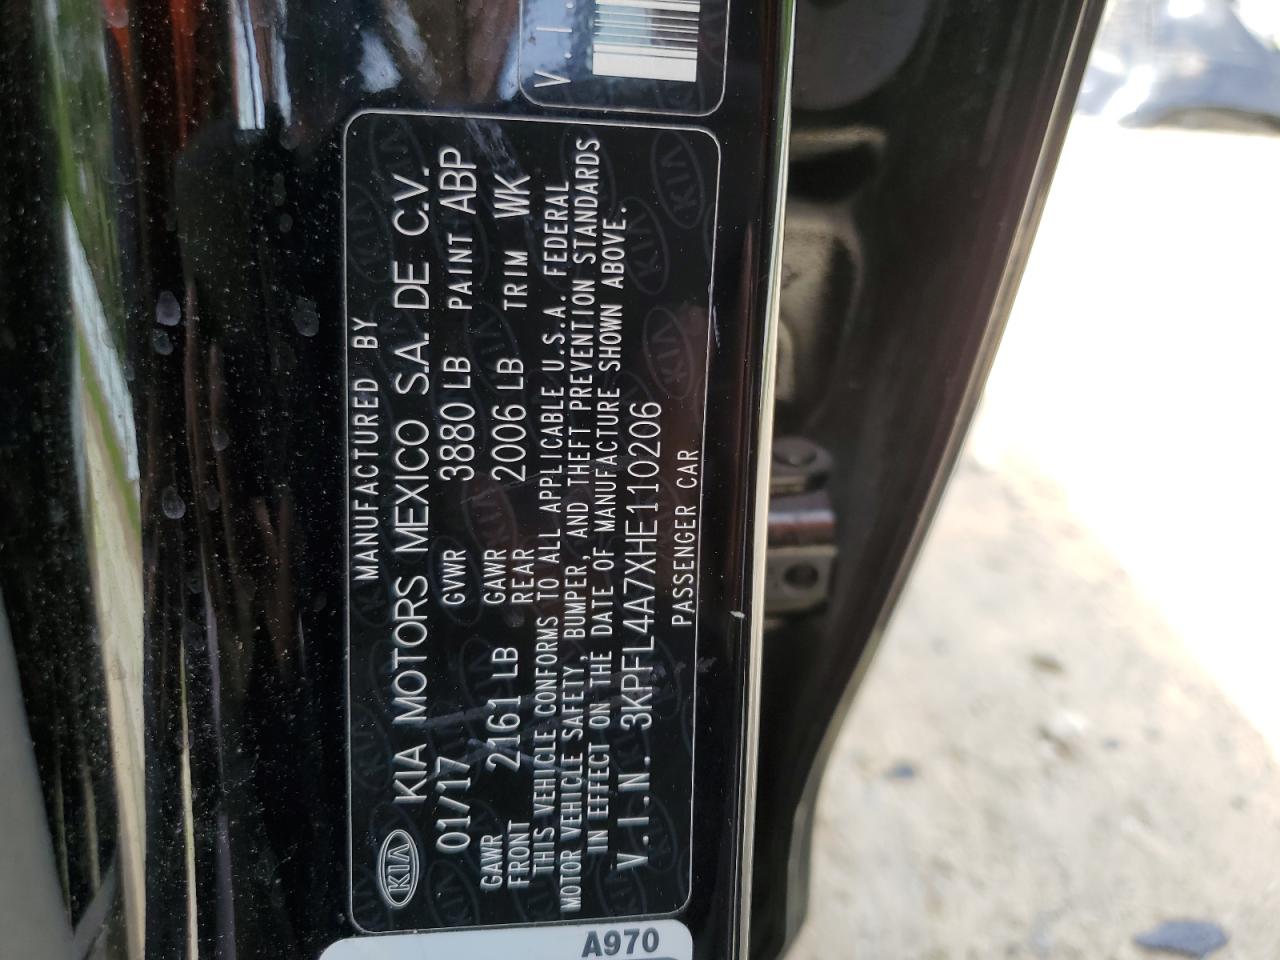 V.I.
MANUFACTURED BY
KIA KIA MOTORS MEXICO S.A. DE C.V.
01/17 GVWR 3880 LB PAINT ABP
GAWR FRONT 2161 LB GAWR REAR 2006 LB TRIM WK
THIS VEHICLE CONFORMS TO ALL APPLICABLE U.S.A. FEDERAL
MOTOR VEHICLE SAFETY, BUMPER, AND THEFT PREVENTION STANDARDS
IN EFFECT ON THE DATE OF MANUFACTURE SHOWN ABOVE.
V.I.N. 3KPFL4A7XHE110206
PASSENGER CAR
A970